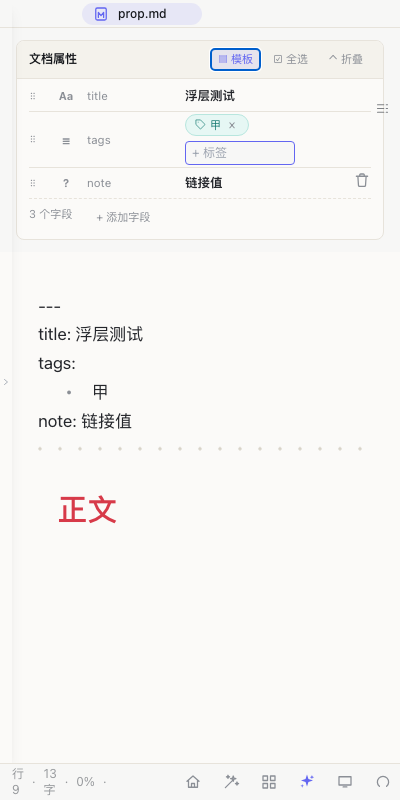 prop.md
文档属性 模板 全选 折叠
Aa title 浮层测试
tags 甲 ×
+ 标签
? note 链接值
3 个字段 + 添加字段
---
title: 浮层测试
tags:
• 甲
note: 链接值
正文
行 9 · 13 字 · 0% ·